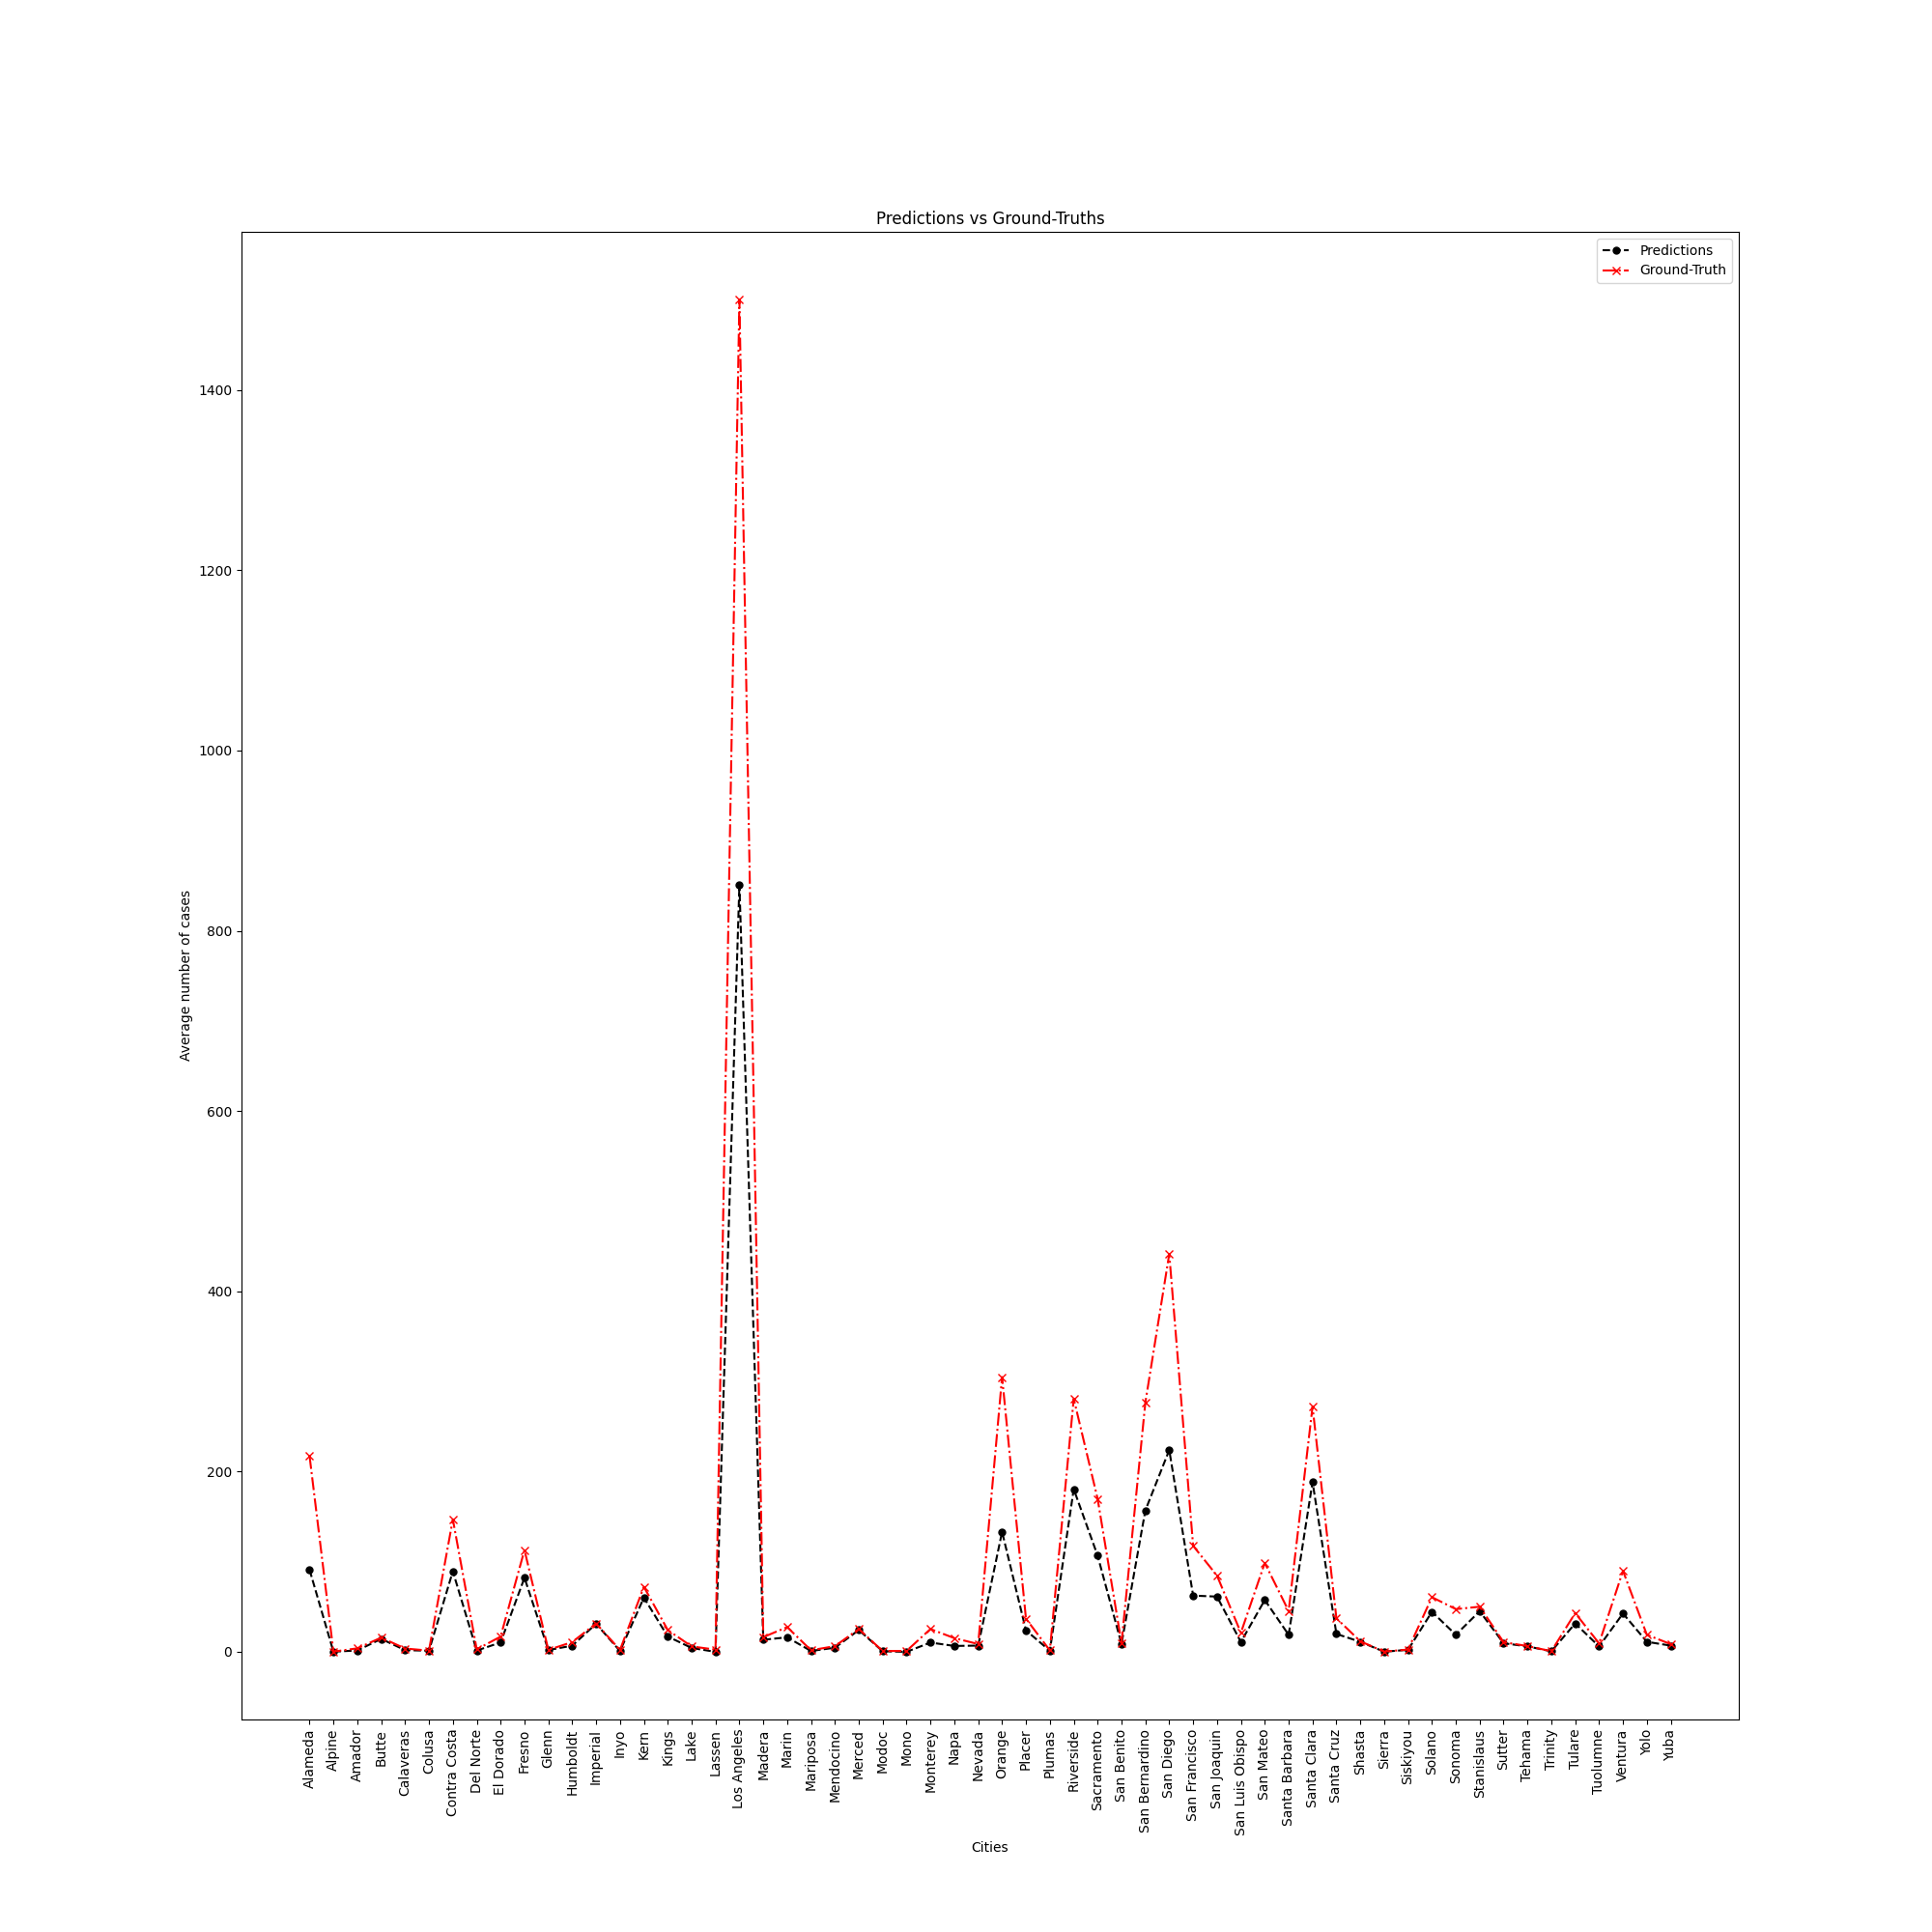 Predictions vs Ground-Truths
Predictions
Ground-Truth
1400
1200
1000
800
600
400
200
0
Average number of cases
Alameda
Alpine
Amador
Butte
Calaveras
Colusa
Contra Costa
Del Norte
El Dorado
Fresno
Glenn
Humboldt
Imperial
Inyo
Kern
Kings
Lake
Lassen
Los Angeles
Madera
Marin
Mariposa
Mendocino
Merced
Modoc
Mono
Monterey
Napa
Nevada
Orange
Placer
Plumas
Riverside
Sacramento
San Benito
San Bernardino
San Diego
San Francisco
San Joaquin
San Luis Obispo
San Mateo
Santa Barbara
Santa Clara
Santa Cruz
Shasta
Sierra
Siskiyou
Solano
Sonoma
Stanislaus
Sutter
Tehama
Trinity
Tulare
Tuolumne
Ventura
Yolo
Yuba
Cities